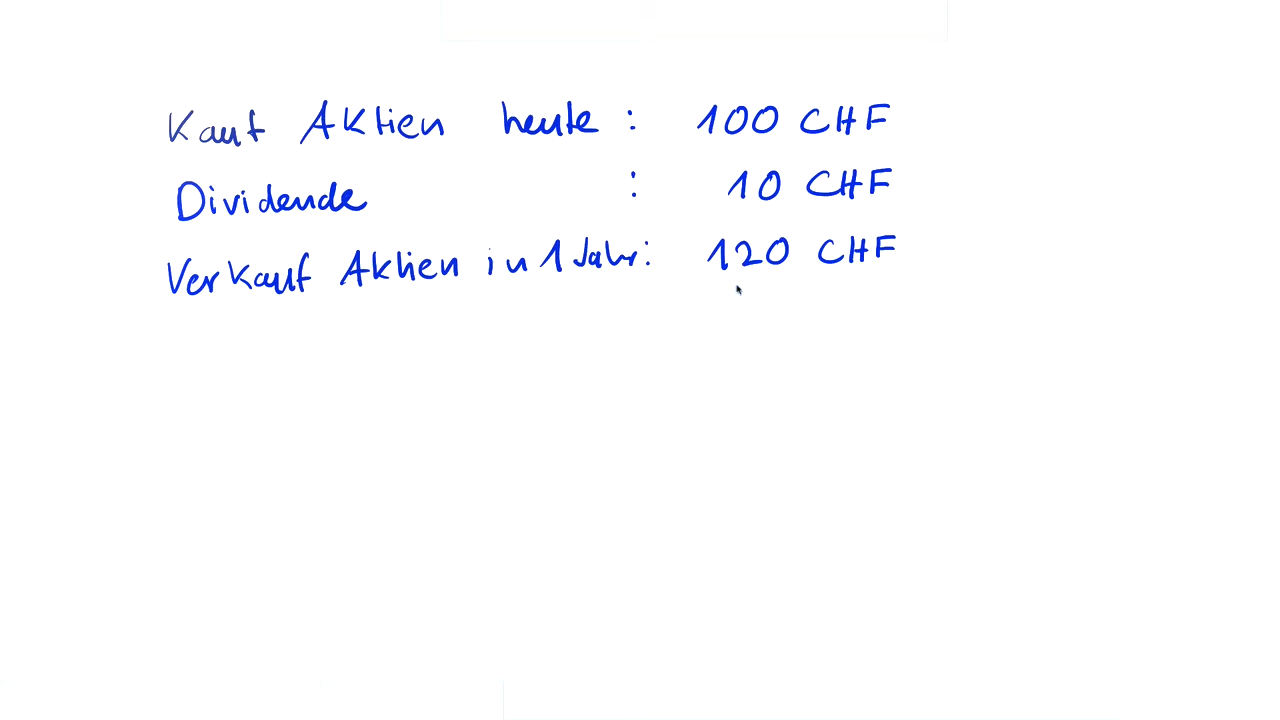 Kauf Aktien heute : 100 CHF
Dividende : 10 CHF
Verkauf Aktien in 1 Jahr: 120 CHF